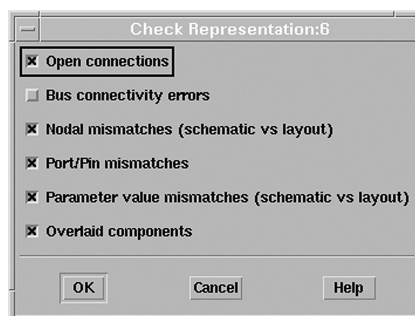 Check Representation:6
Open connections
Bus connectivity errors
Nodal mismatches (schematic vs layout)
Port/Pin mismatches
Parameter value mismatches (schematic vs layout)
Overlaid components
OK Cancel Help